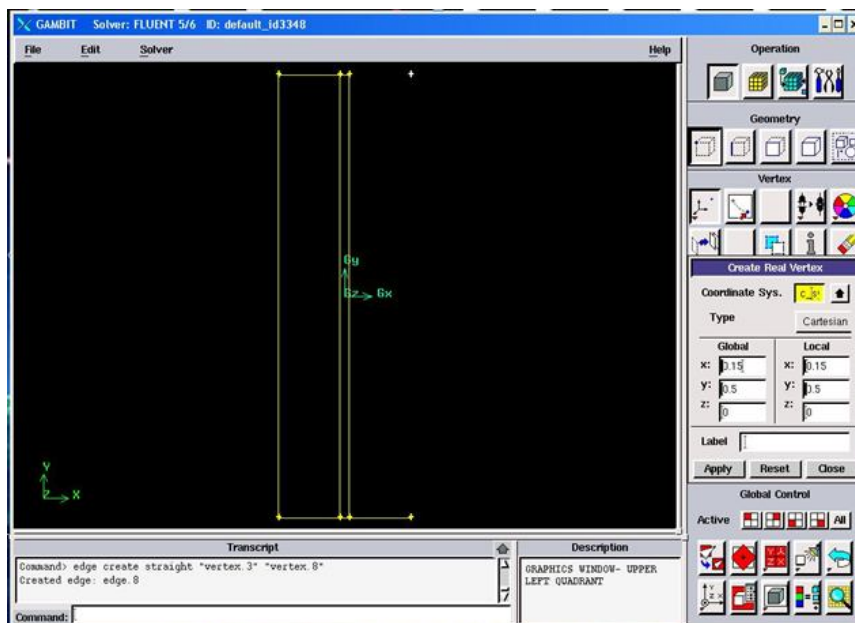 GAMBIT Solver: FLUENT 5/6 ID: default_id3348
File Edit Solver Help
Operation
Geometry
Vertex
Gy
Gz Gx
Create Real Vertex
Coordinate Sys.
Type Cartesian
Global Local
x: 0.15 x: 0.15
y: 0.5 y: 0.5
z: 0 z: 0
Label
Apply Reset Close
Y
Z X
Global Control
Active All
Transcript
Command> edge create straight "vertex.3" "vertex.8"
Created edge: edge.8
Command:
Description
GRAPHICS WINDOW- UPPER
LEFT QUADRANT